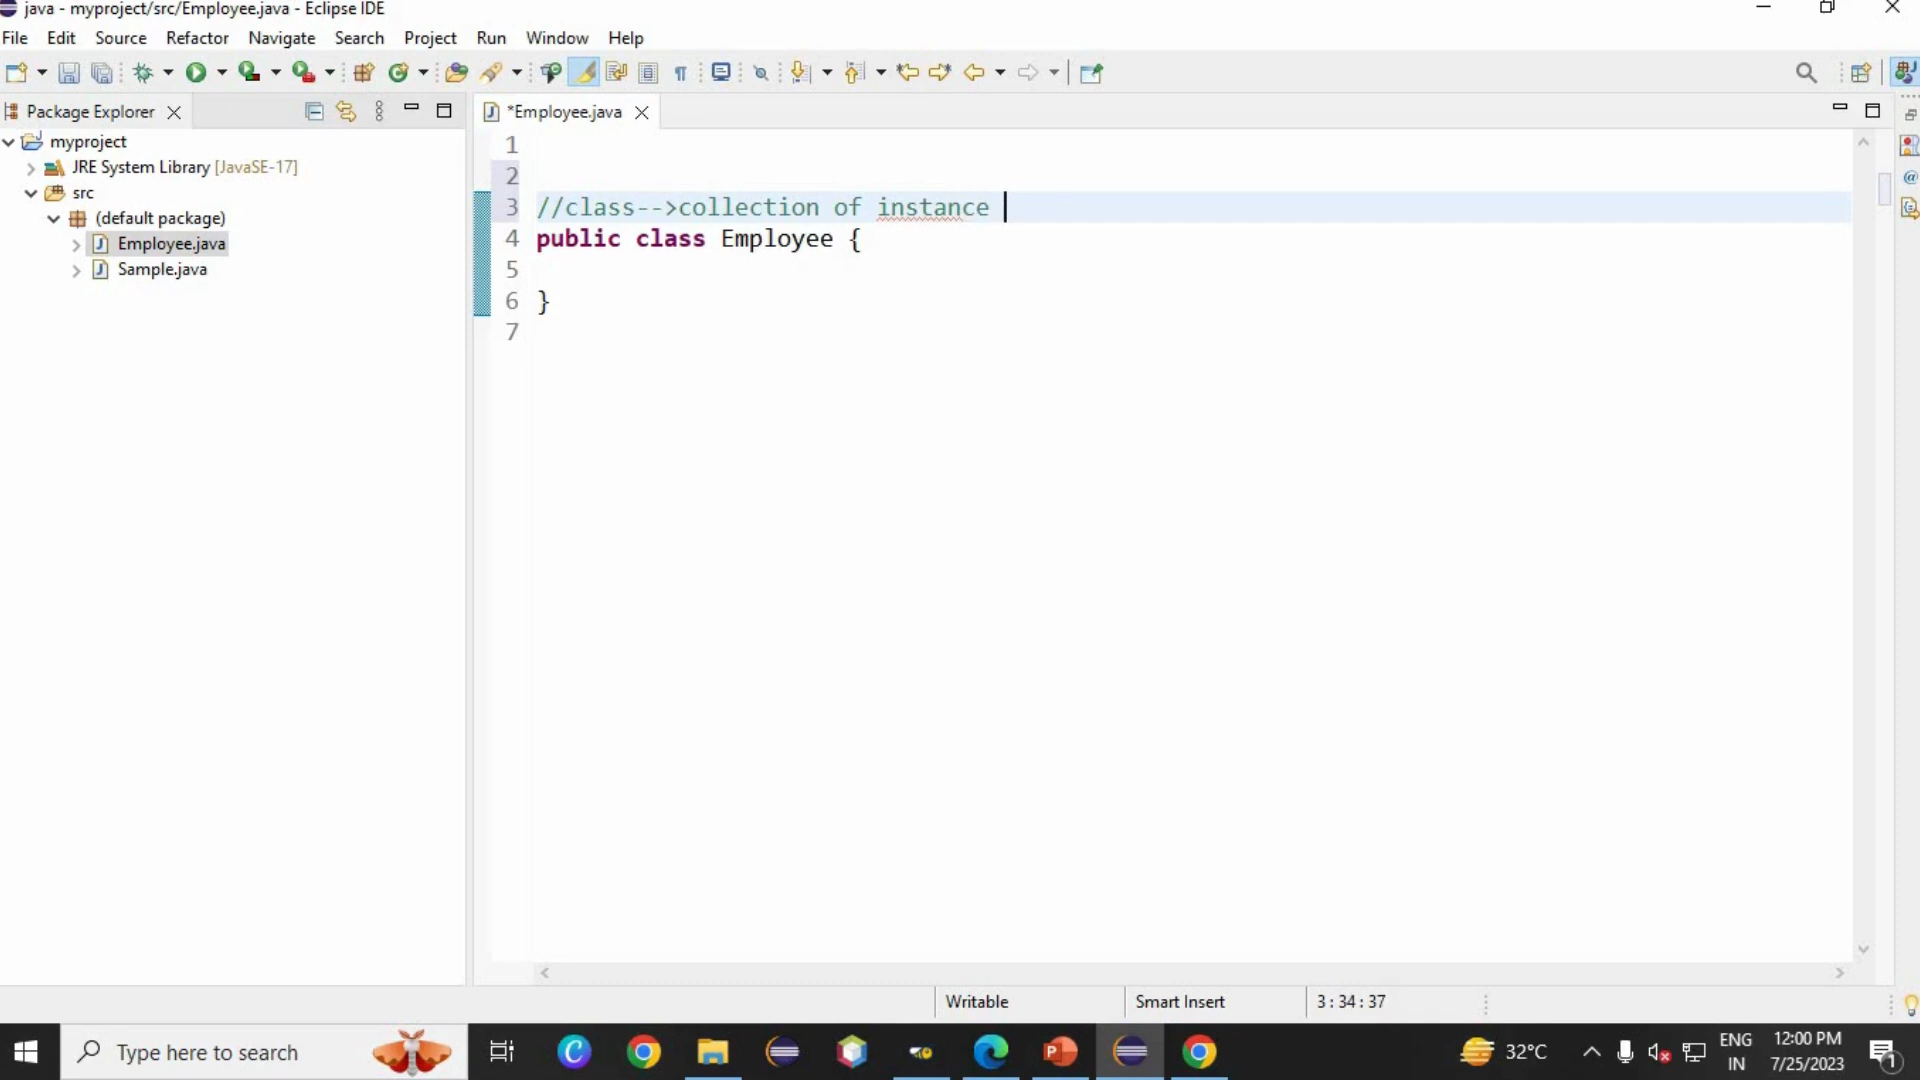 java - myproject/src/Employee.java - Eclipse IDE
File Edit Source Refactor Navigate Search Project Run Window Help
Package Explorer
*Employee.java
myproject
JRE System Library [JavaSE-17]
src
(default package)
Employee.java
Sample.java
1
2
3 //class-->collection of instance
4 public class Employee {
5
6 }
7
Writable
Smart Insert
3 : 34 : 37
Type here to search
32°C
ENG
IN
12:00 PM
7/25/2023
1